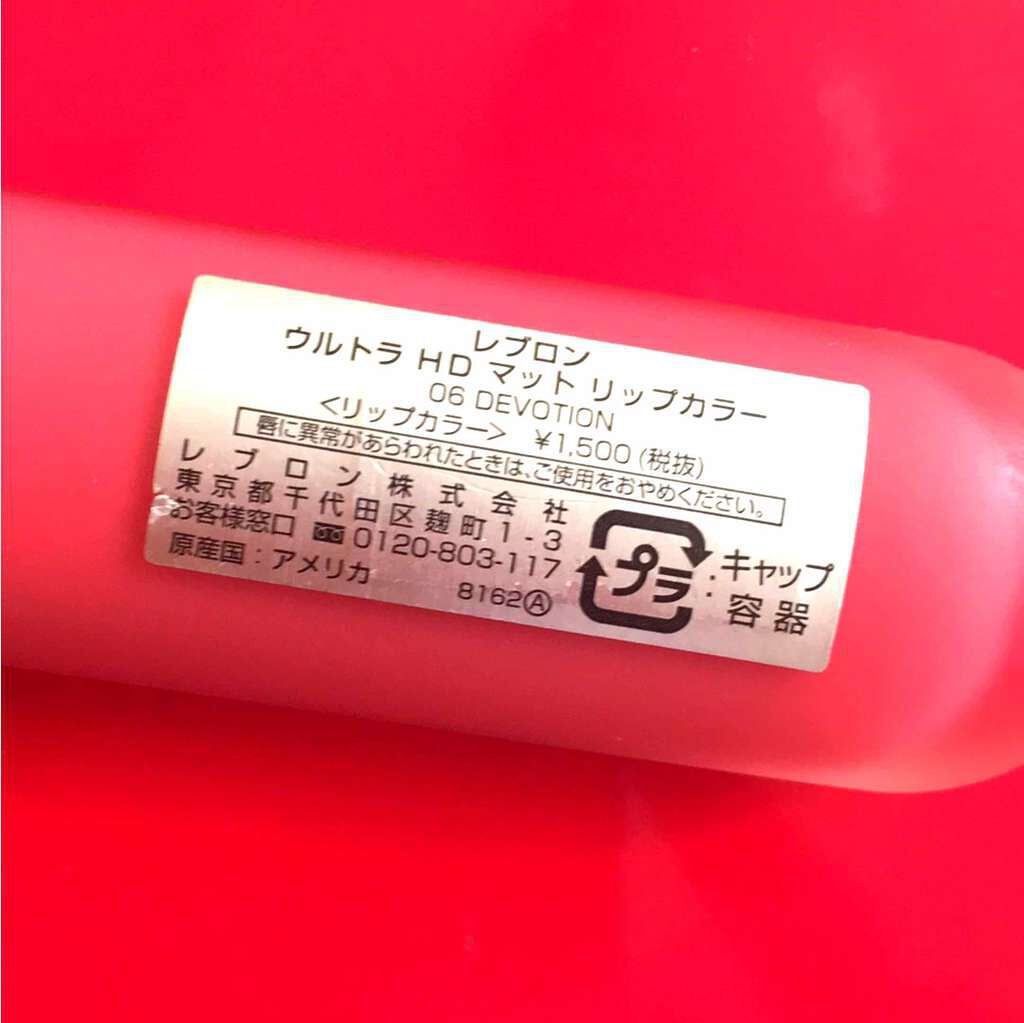 レブロン
ウルトラ HD マット リップカラー
06 DEVOTION
<リップカラー> ¥1,500(税抜)
唇に異常があらわれたときは、ご使用をおやめください。
レブロン株式会社
東京都千代田区麹町1-3
お客様窓口 0120-803-117
原産国:アメリカ
8162Ⓐ
プラ
:キャップ
:容器